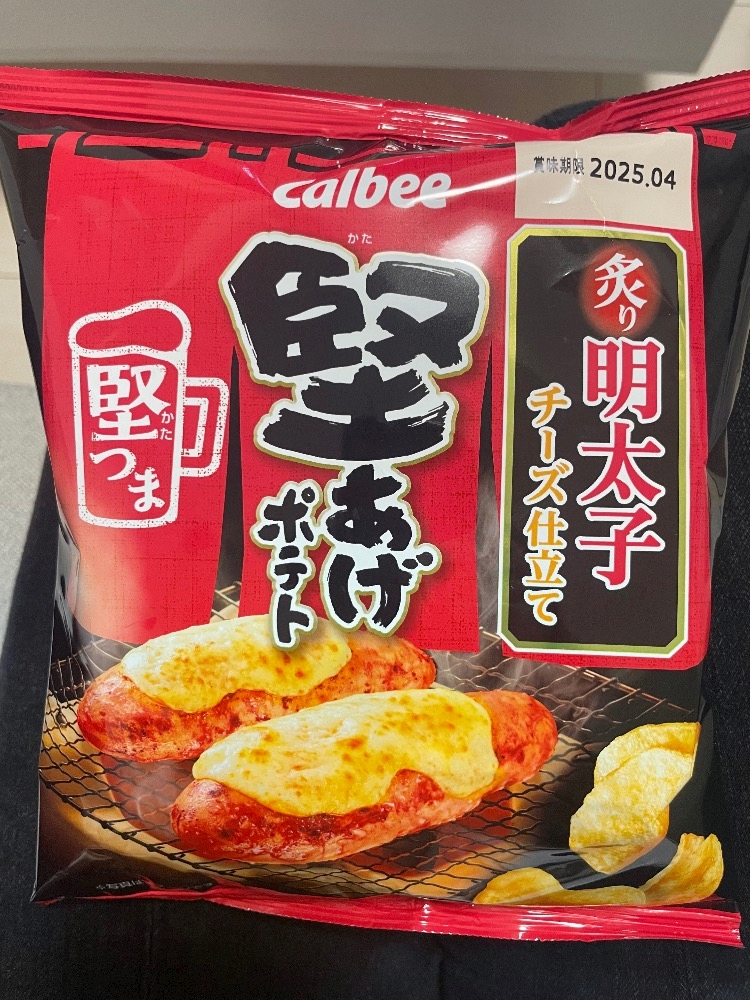 calbee
賞味期限 2025.04
かた
堅あげ
ポテト
炙り
明太子
チーズ仕立て
堅
かた
つま